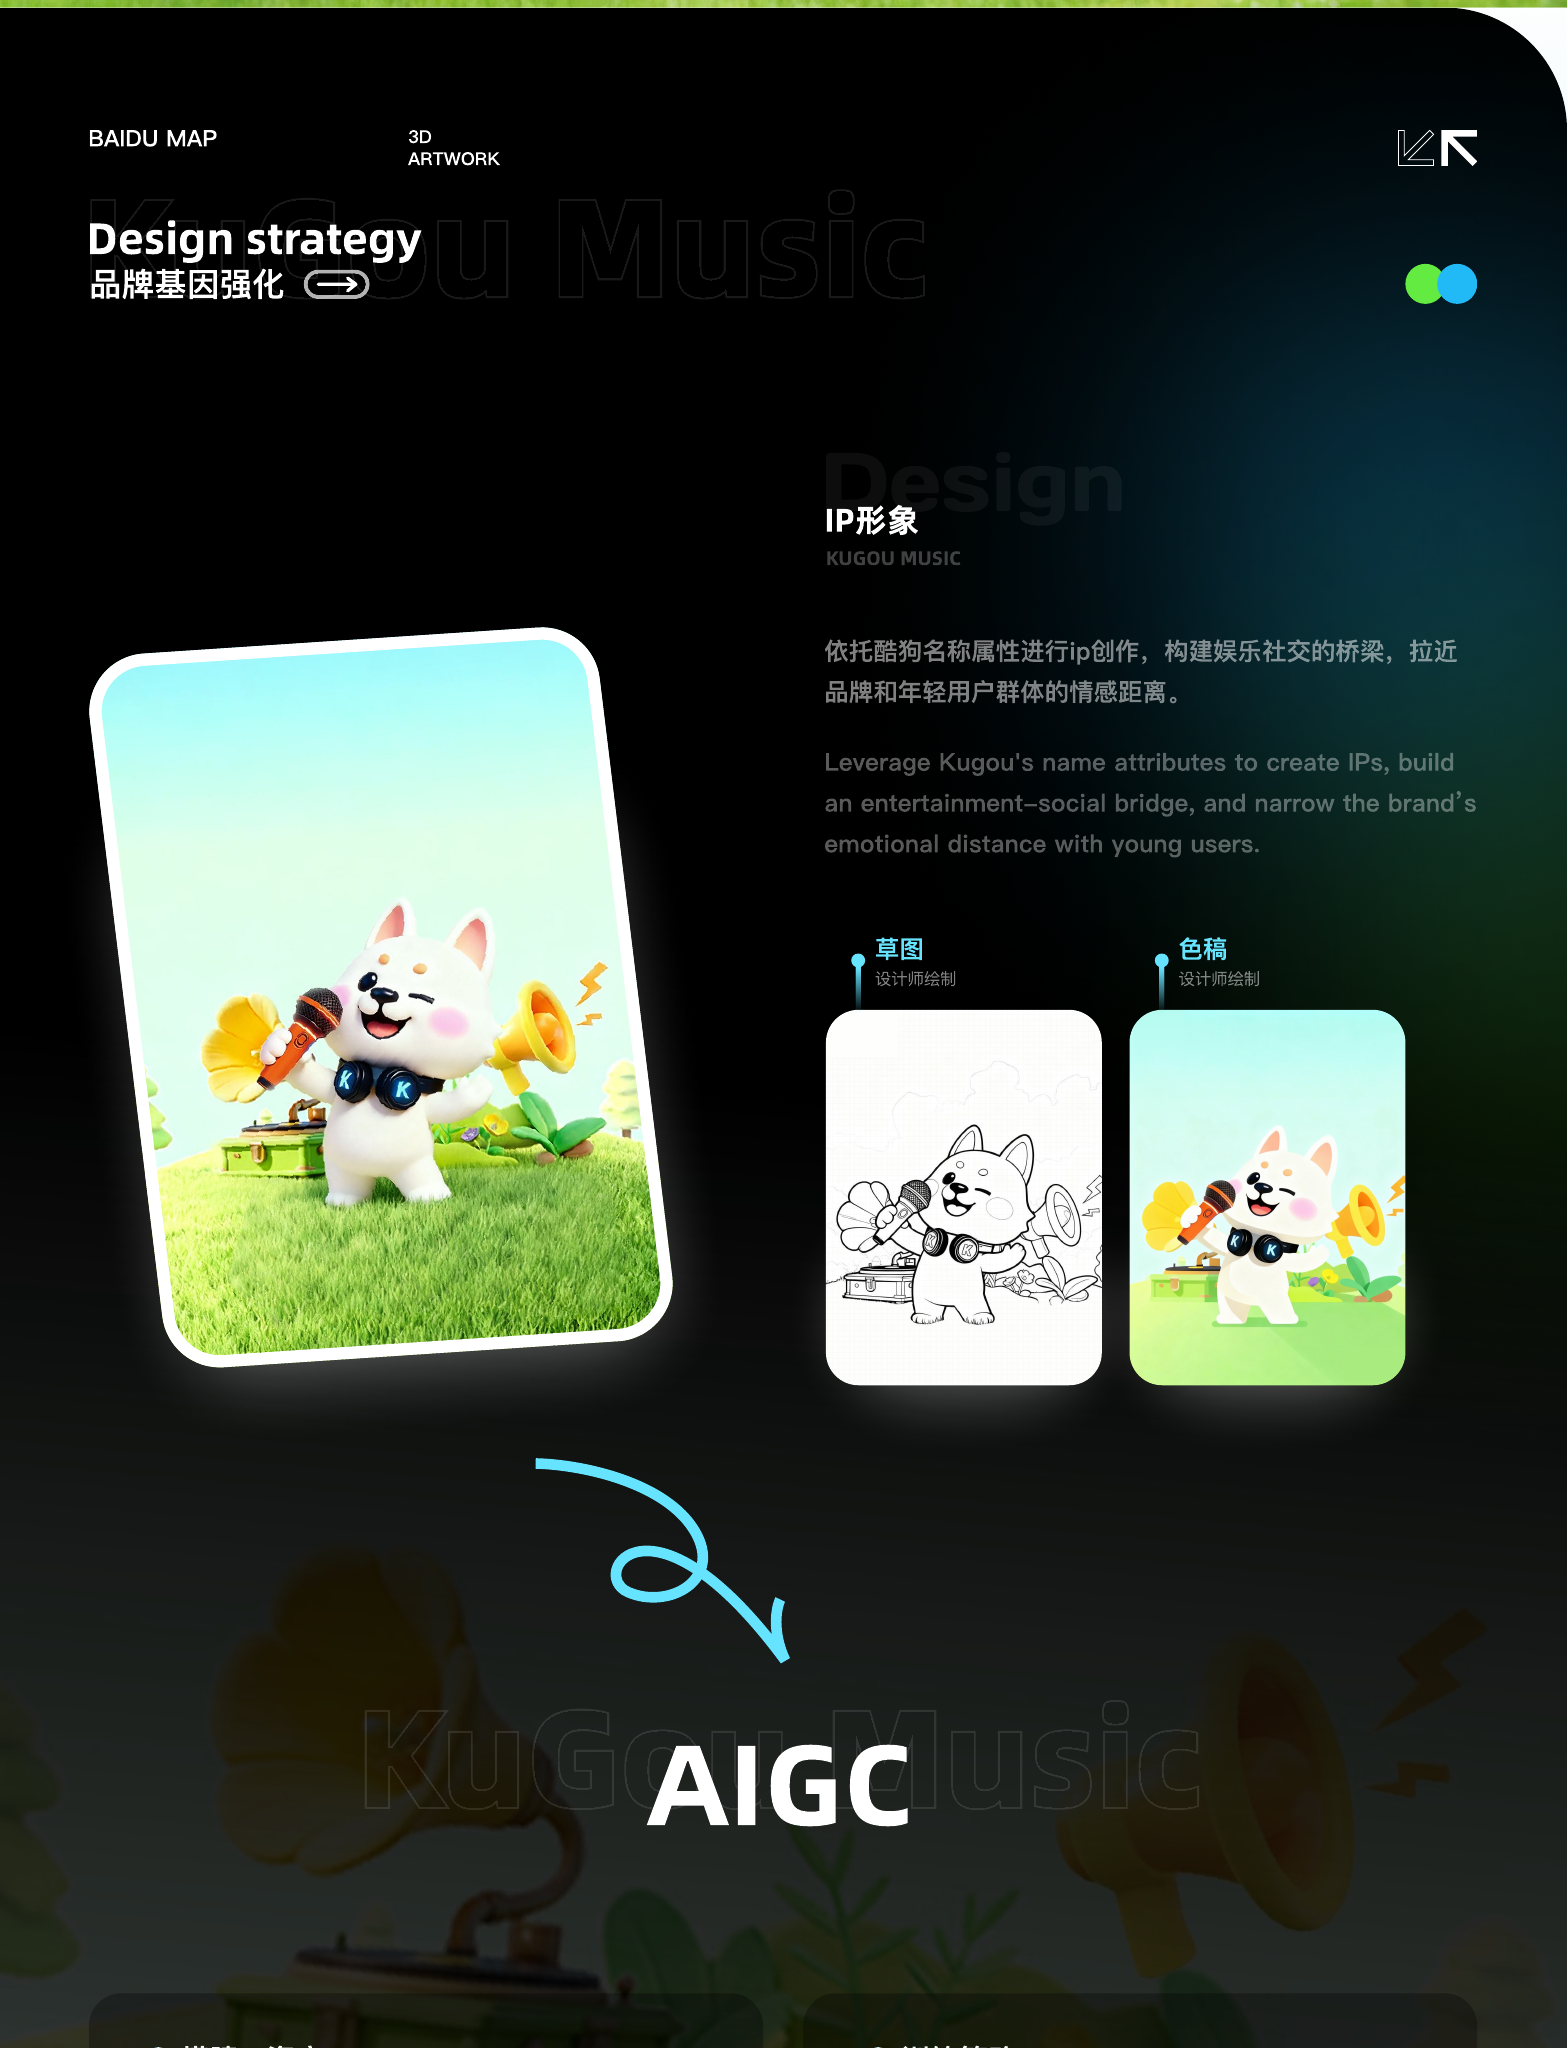 BAIDU MAP
3D
ARTWORK
KuGou Music
Design strategy
品牌基因强化
Design
IP形象
KUGOU MUSIC
依托酷狗名称属性进行ip创作，构建娱乐社交的桥梁，拉近
品牌和年轻用户群体的情感距离。
Leverage Kugou's name attributes to create IPs, build
an entertainment–social bridge, and narrow the brand’s
emotional distance with young users.
草图
设计师绘制
色稿
设计师绘制
K K
K K
K K
KuGou Music
AIGC